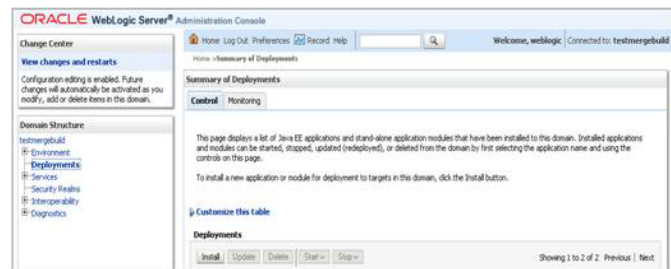 ORACLE WebLogic Server® Administration Console
Change Center
View changes and restarts
Configuration editing is enabled. Future
changes will automatically be activated as you
modify, add or delete items in this domain.
Domain Structure
testmergebuild
Environment
Deployments
Services
Security Realms
Interoperability
Diagnostics
Home Log Out Preferences Record Help
Welcome, weblogic Connected to: testmergebuild
Home >Summary of Deployments
Summary of Deployments
Control Monitoring
This page displays a list of Java EE applications and stand-alone application modules that have been installed to this domain. Installed applications
and modules can be started, stopped, updated (redeployed), or deleted from the domain by first selecting the application name and using the
controls on this page.
To install a new application or module for deployment to targets in this domain, click the Install button.
Customize this table
Deployments
Install Update Delete Start Stop
Showing 1 to 2 of 2 Previous | Next